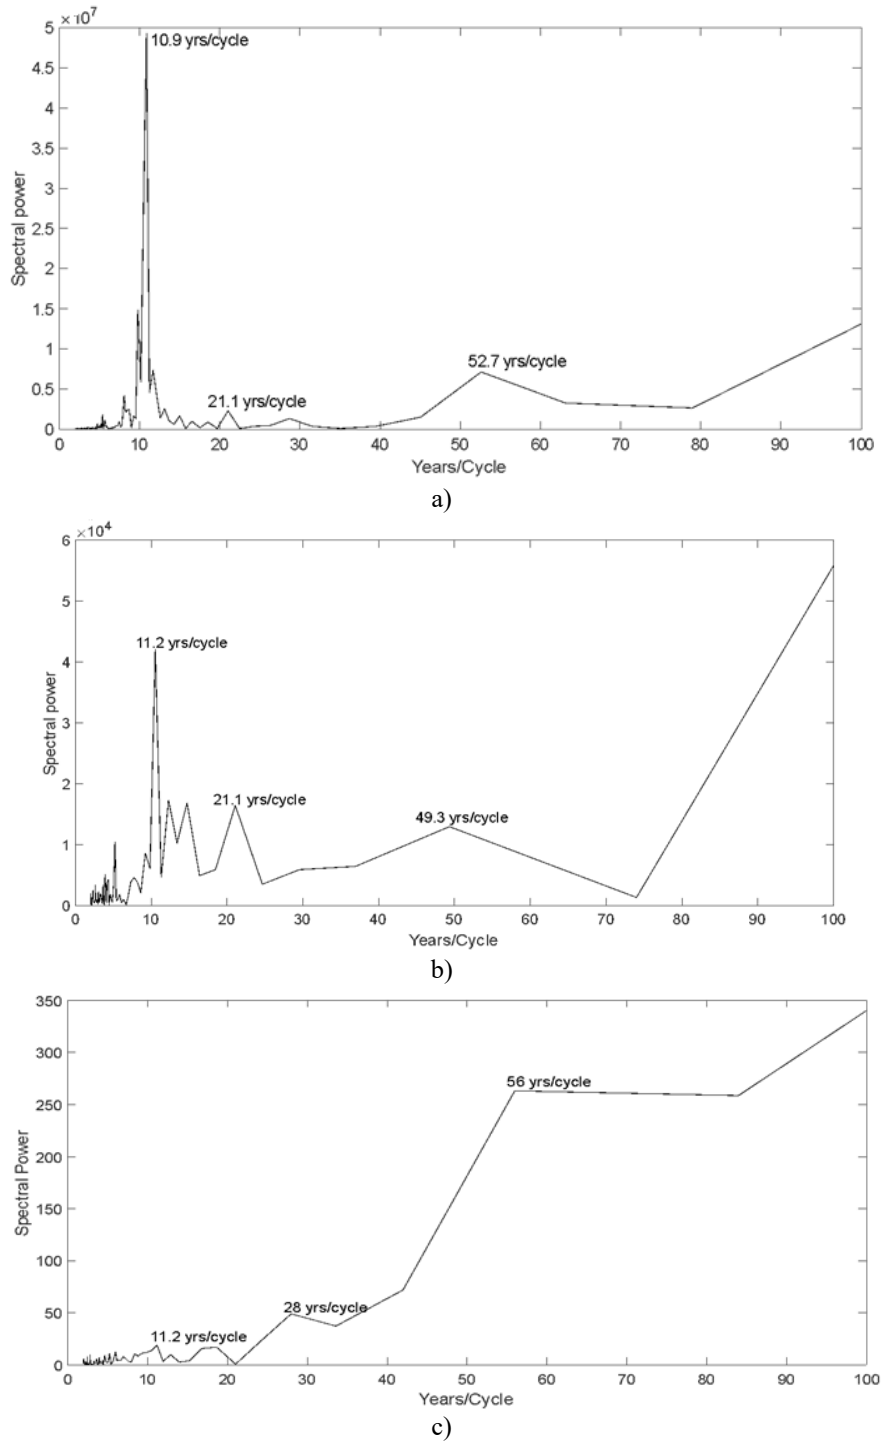 ×10⁷
5
4.5
4
3.5
3
2.5
2
1.5
1
0.5
0
Spectral power
10.9 yrs/cycle
21.1 yrs/cycle
52.7 yrs/cycle
0 10 20 30 40 50 60 70 80 90 100
Years/Cycle
a)
×10⁴
6
5
4
3
2
1
0
Spectral power
11.2 yrs/cycle
21.1 yrs/cycle
49.3 yrs/cycle
0 10 20 30 40 50 60 70 80 90 100
Years/Cycle
b)
350
300
250
200
150
100
50
0
Spectral Power
56 yrs/cycle
28 yrs/cycle
11.2 yrs/cycle
0 10 20 30 40 50 60 70 80 90 100
Years/Cycle
c)